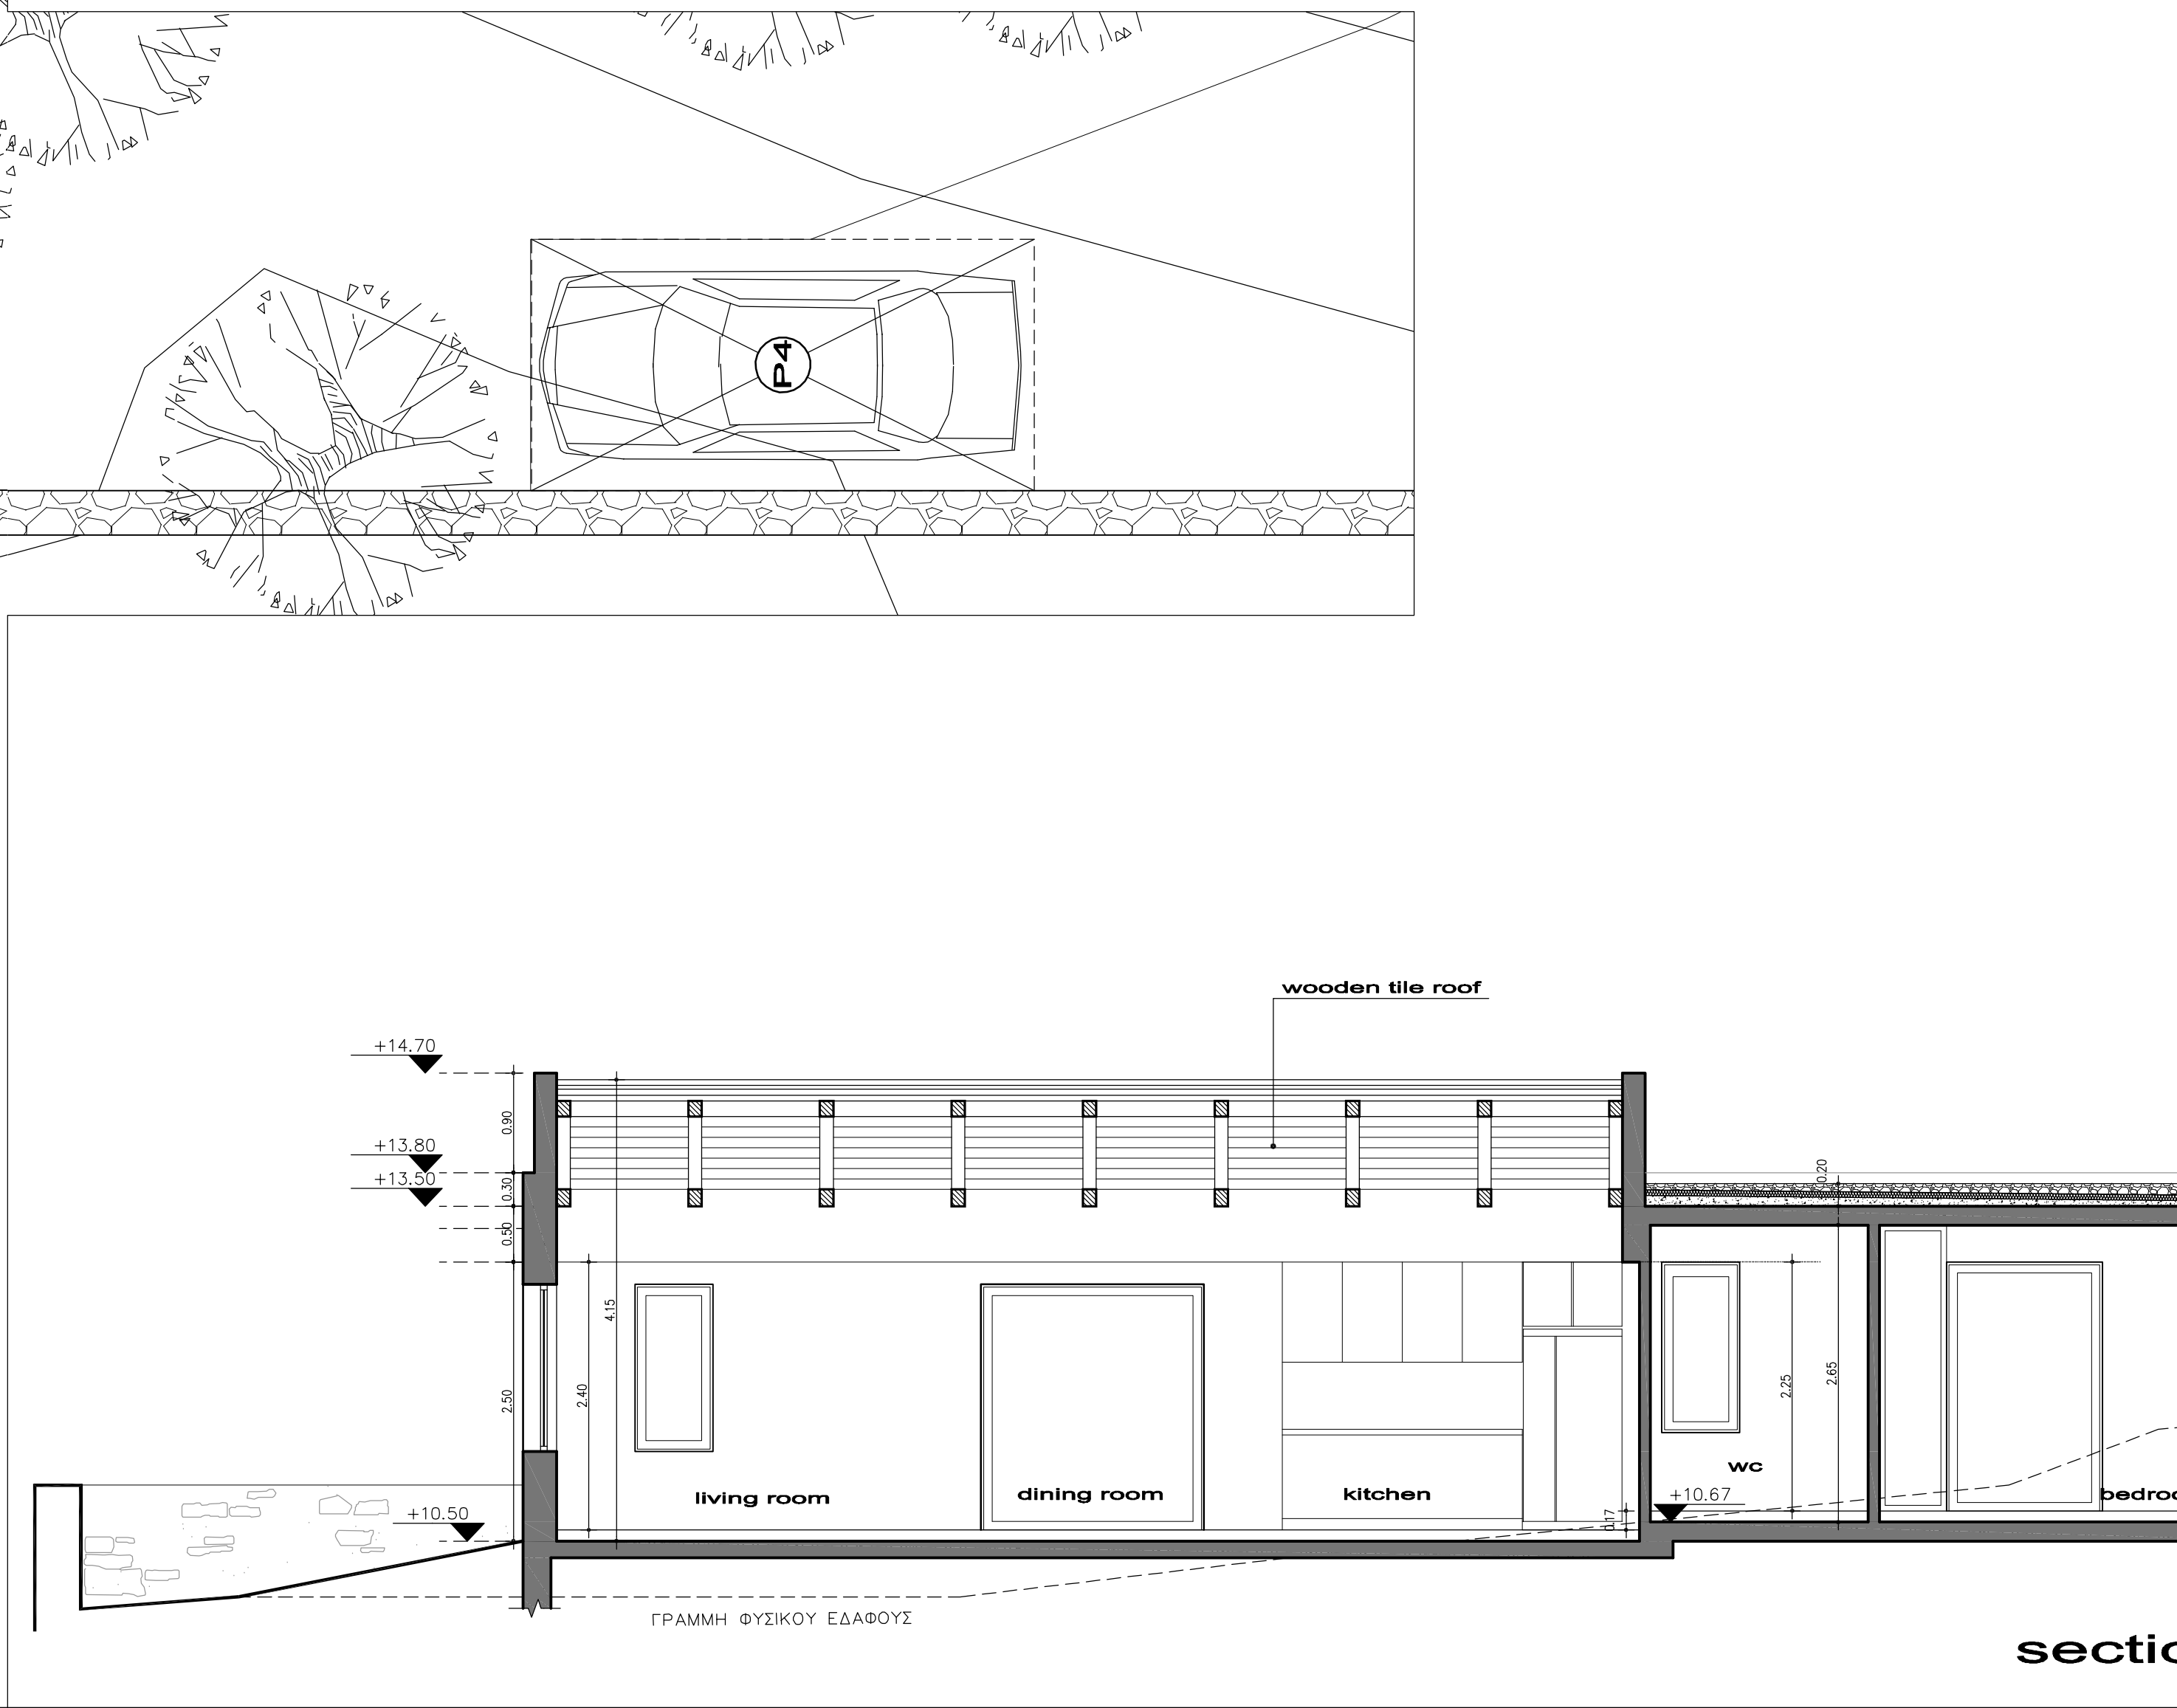 P4
wooden tile roof
+14.70
0.90
+13.80
+13.50
0.30
0.20
0.50
4.15
2.50
2.40
2.25
2.65
wc
living room
dining room
kitchen
+10.67
bedroo
+10.50
0.17
ΓΡΑΜΜΗ ΦΥΣΙΚΟΥ ΕΔΑΦΟΥΣ
sectio